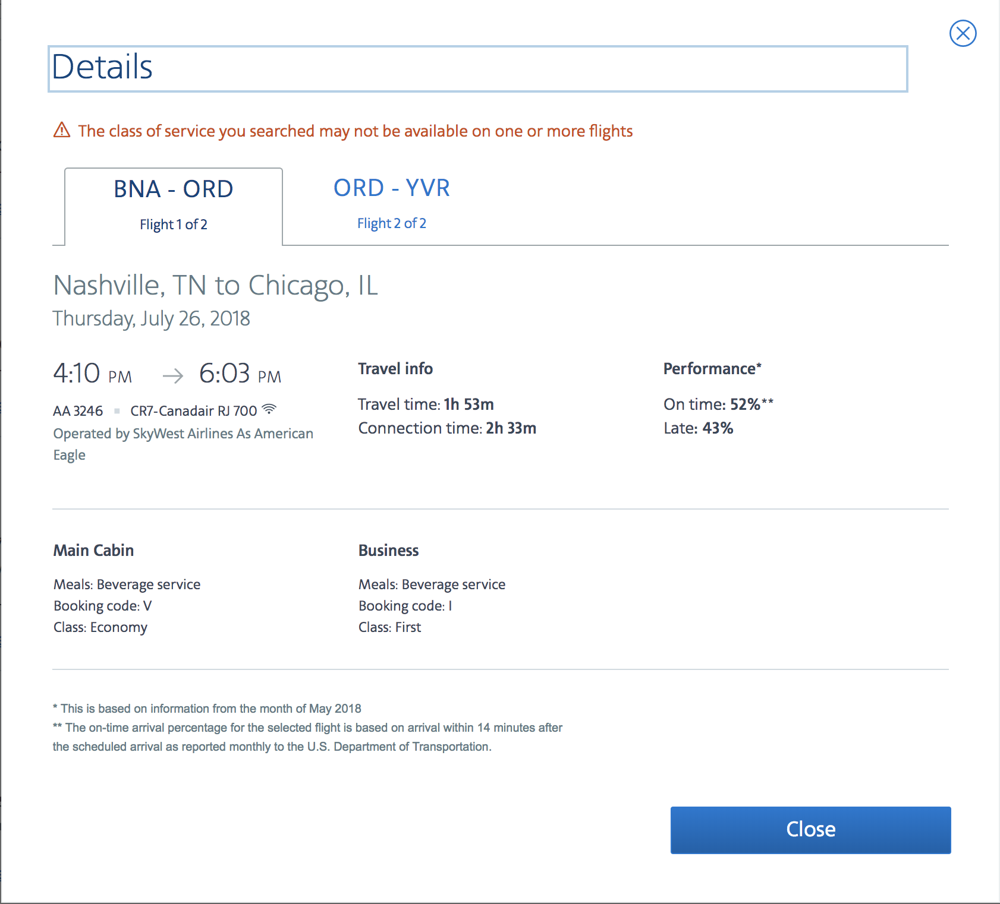 Details
The class of service you searched may not be available on one or more flights
BNA - ORD
Flight 1 of 2
ORD - YVR
Flight 2 of 2
Nashville, TN to Chicago, IL
Thursday, July 26, 2018
4:10 PM → 6:03 PM
AA 3246 ▪ CR7-Canadair RJ 700
Operated by SkyWest Airlines As American
Eagle
Travel info
Travel time: 1h 53m
Connection time: 2h 33m
Performance*
On time: 52%**
Late: 43%
Main Cabin
Meals: Beverage service
Booking code: V
Class: Economy
Business
Meals: Beverage service
Booking code: I
Class: First
* This is based on information from the month of May 2018
** The on-time arrival percentage for the selected flight is based on arrival within 14 minutes after
the scheduled arrival as reported monthly to the U.S. Department of Transportation.
Close